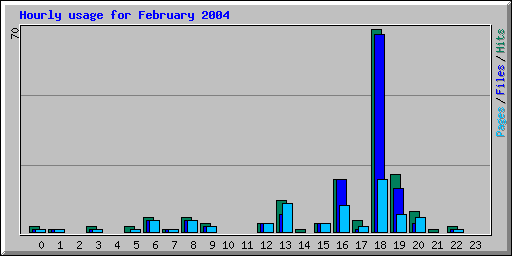 Hourly usage for February 2004
70
Pages/Files/Hits
0 1 2 3 4 5 6 7 8 9 10 11 12 13 14 15 16 17 18 19 20 21 22 23